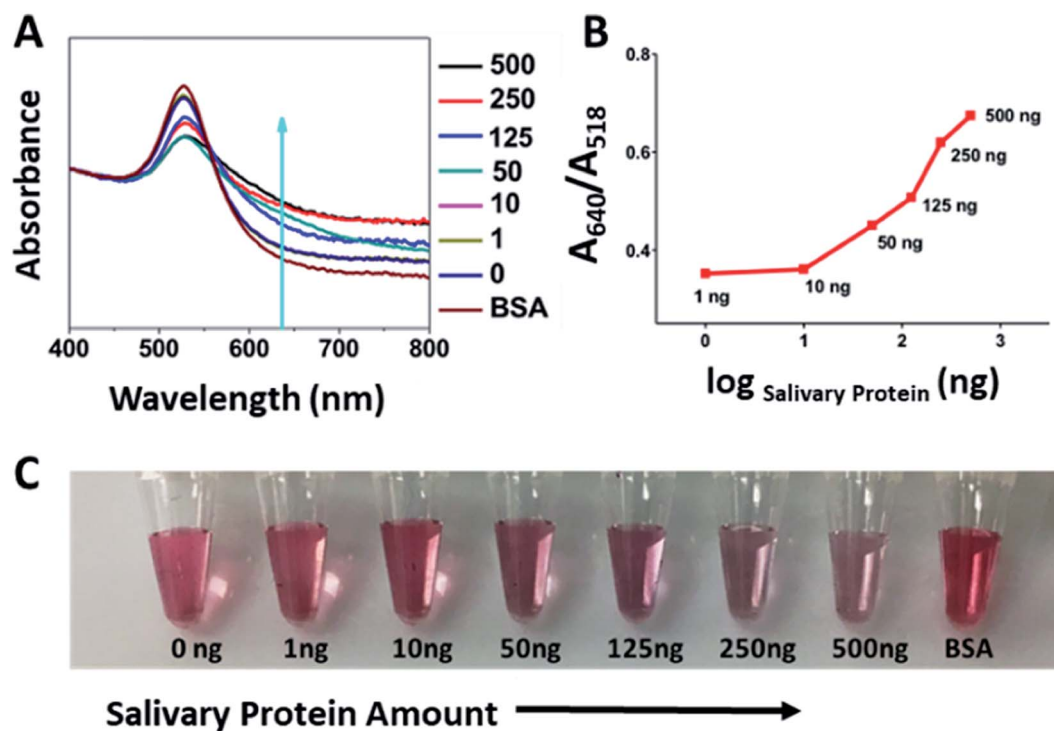 A
Absorbance
500
250
125
50
10
1
0
BSA
400 500 600 700 800
Wavelength (nm)
B
A640/A518
0.8
0.6
0.4
500 ng
250 ng
125 ng
50 ng
10 ng
1 ng
0 1 2 3
log Salivary Protein (ng)
C
0 ng 1ng 10ng 50ng 125ng 250ng 500ng BSA
Salivary Protein Amount